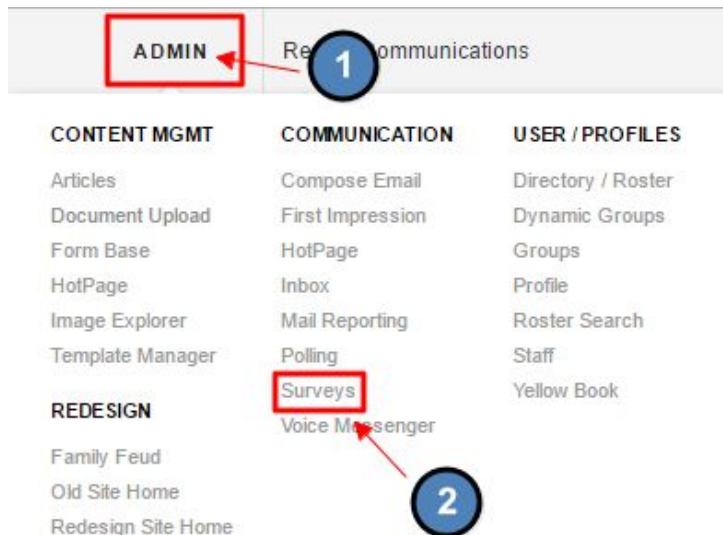 ADMIN
1
CONTENT MGMT
Articles
Document Upload
Form Base
HotPage
Image Explorer
Template Manager
REDESIGN
Family Feud
Old Site Home
Redesign Site Home
COMMUNICATION
Compose Email
First Impression
HotPage
Inbox
Mail Reporting
Polling
Surveys
Voice Messenger
2
USER / PROFILES
Directory / Roster
Dynamic Groups
Groups
Profile
Roster Search
Staff
Yellow Book